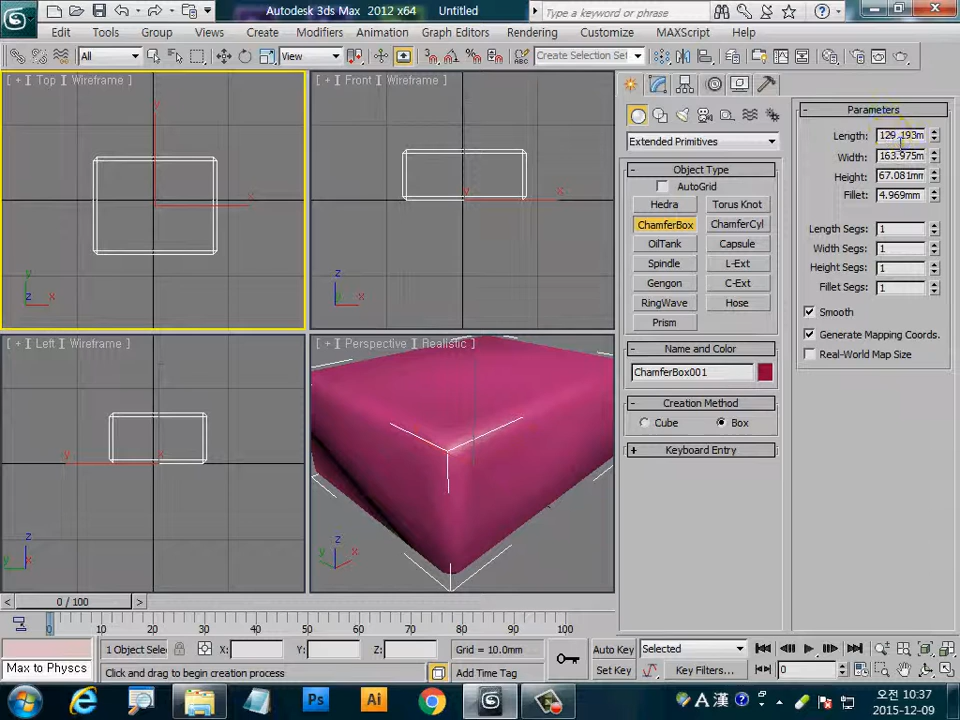 Autodesk 3ds Max 2012 x64 Untitled
Type a keyword or phrase
Edit Tools Group Views Create Modifiers Animation Graph Editors Rendering Customize MAXScript Help
All
View
Create Selection Se
[ + ][ Top ][ Wireframe ]
[ + ][ Front ][ Wireframe ]
[ + ][ Left ][ Wireframe ]
[ + ][ Perspective ][ Realistic ]
Extended Primitives
- Object Type
AutoGrid
Hedra Torus Knot
ChamferBox ChamferCyl
OilTank Capsule
Spindle L-Ext
Gengon C-Ext
RingWave Hose
Prism
- Name and Color
ChamferBox001
- Creation Method
Cube Box
+ Keyboard Entry
- Parameters
Length: 129.193m
Width: 163.975m
Height: 67.081mm
Fillet: 4.969mm
Length Segs: 1
Width Segs: 1
Height Segs: 1
Fillet Segs: 1
Smooth
Generate Mapping Coords.
Real-World Map Size
< 0 / 100 >
0 10 20 30 40 50 60 70 80 90 100
1 Object Selec X: Y: Z: Grid = 10.0mm
Auto Key Selected
Max to Physcs Click and drag to begin creation process Add Time Tag
Set Key Key Filters... 0
Ps Ai A 漢
오전 10:37
2015-12-09